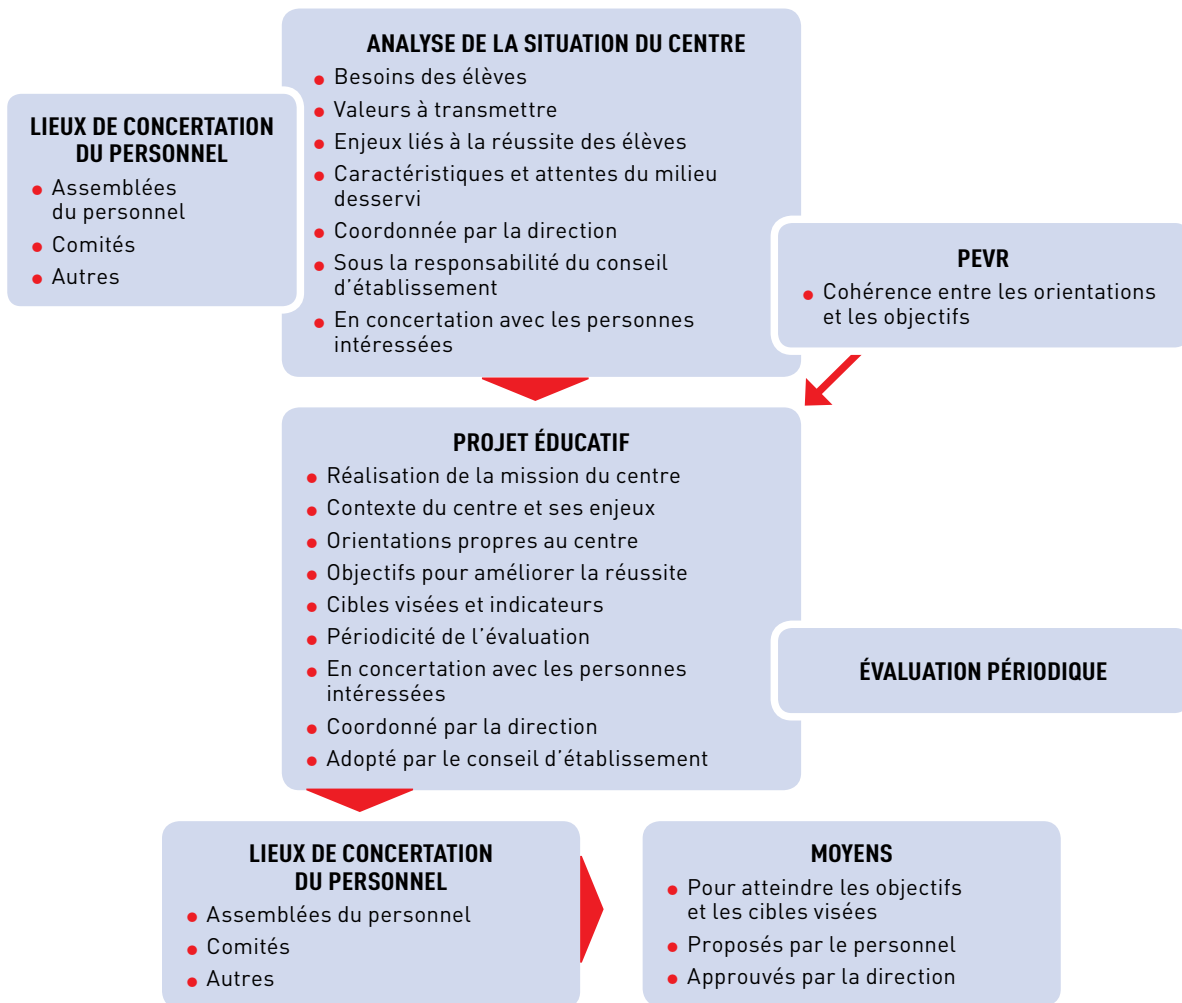 ANALYSE DE LA SITUATION DU CENTRE
Besoins des élèves
Valeurs à transmettre
Enjeux liés à la réussite des élèves
Caractéristiques et attentes du milieu
desservi
Coordonnée par la direction
Sous la responsabilité du conseil
d'établissement
En concertation avec les personnes
intéressées
LIEUX DE CONCERTATION
DU PERSONNEL
Assemblées
du personnel
Comités
Autres
PEVR
Cohérence entre les orientations
et les objectifs
PROJET ÉDUCATIF
Réalisation de la mission du centre
Contexte du centre et ses enjeux
Orientations propres au centre
Objectifs pour améliorer la réussite
Cibles visées et indicateurs
Périodicité de l'évaluation
En concertation avec les personnes
intéressées
Coordonné par la direction
Adopté par le conseil d'établissement
ÉVALUATION PÉRIODIQUE
LIEUX DE CONCERTATION
DU PERSONNEL
Assemblées du personnel
Comités
Autres
MOYENS
Pour atteindre les objectifs
et les cibles visées
Proposés par le personnel
Approuvés par la direction